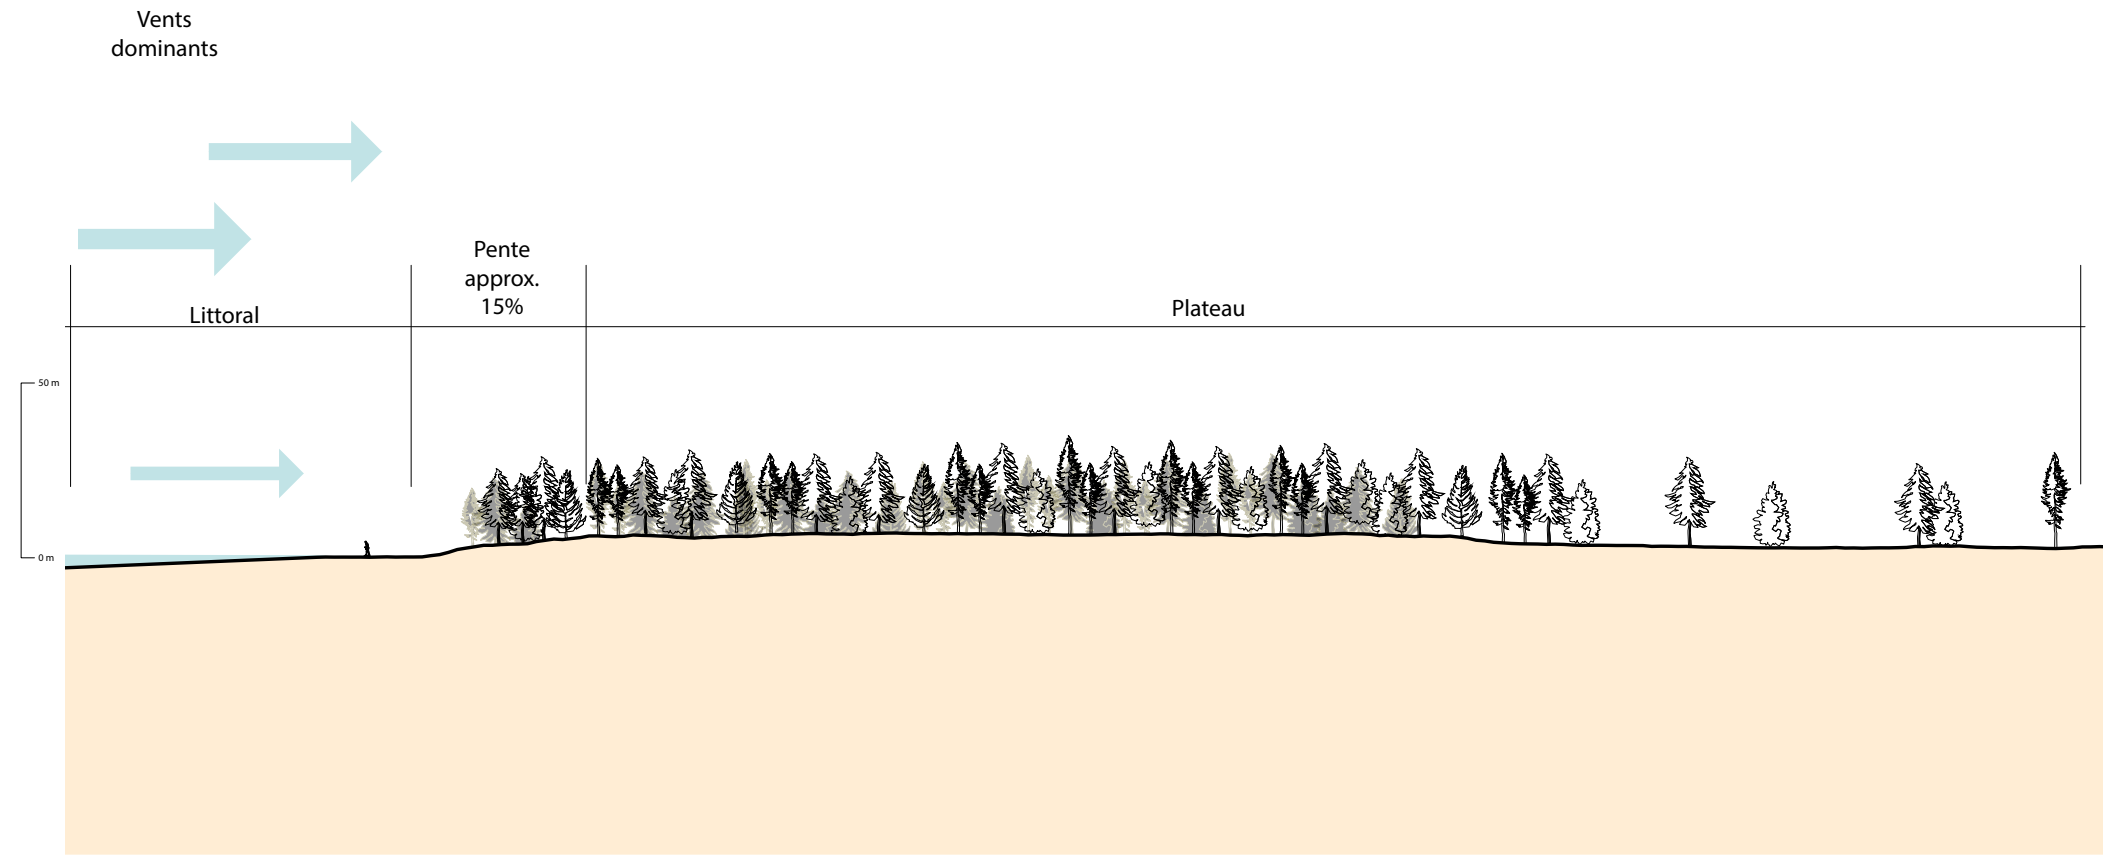 Vents
dominants
Pente
approx.
15%
Littoral
Plateau
50 m
0 m